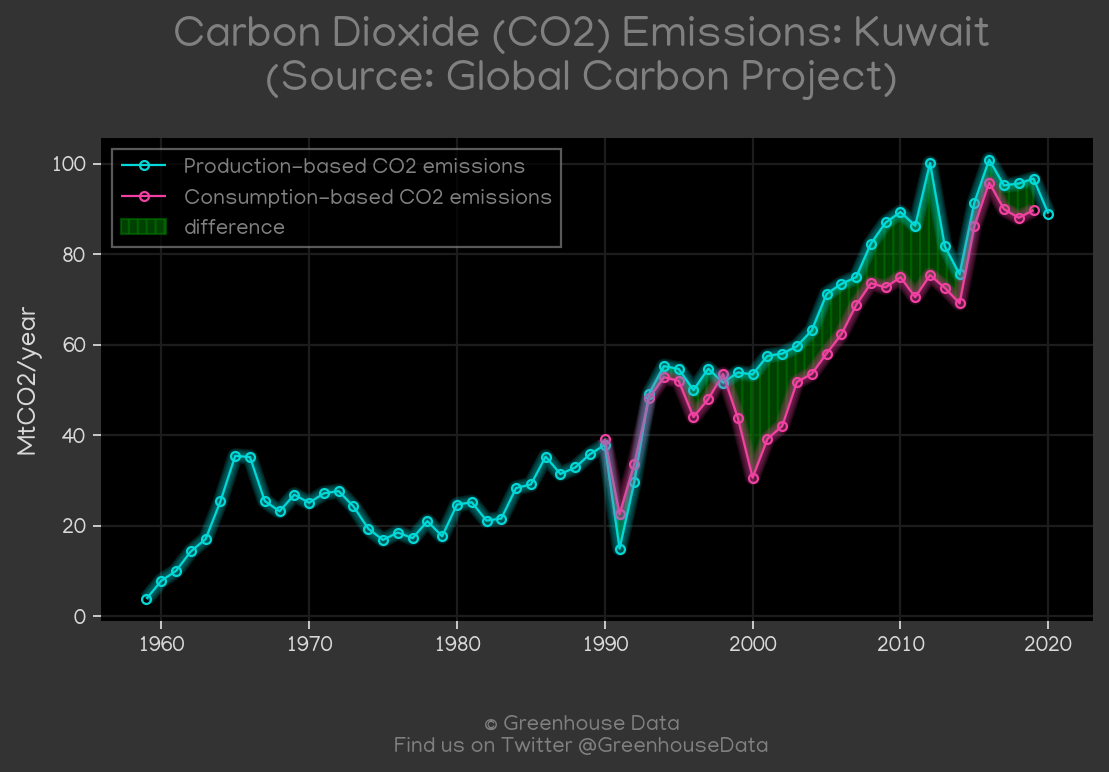 Carbon Dioxide (CO2) Emissions: Kuwait
(Source: Global Carbon Project)
Production-based CO2 emissions
Consumption-based CO2 emissions
difference
MtCO2/year
100
80
60
40
20
0
1960 1970 1980 1990 2000 2010 2020
© Greenhouse Data
Find us on Twitter @GreenhouseData